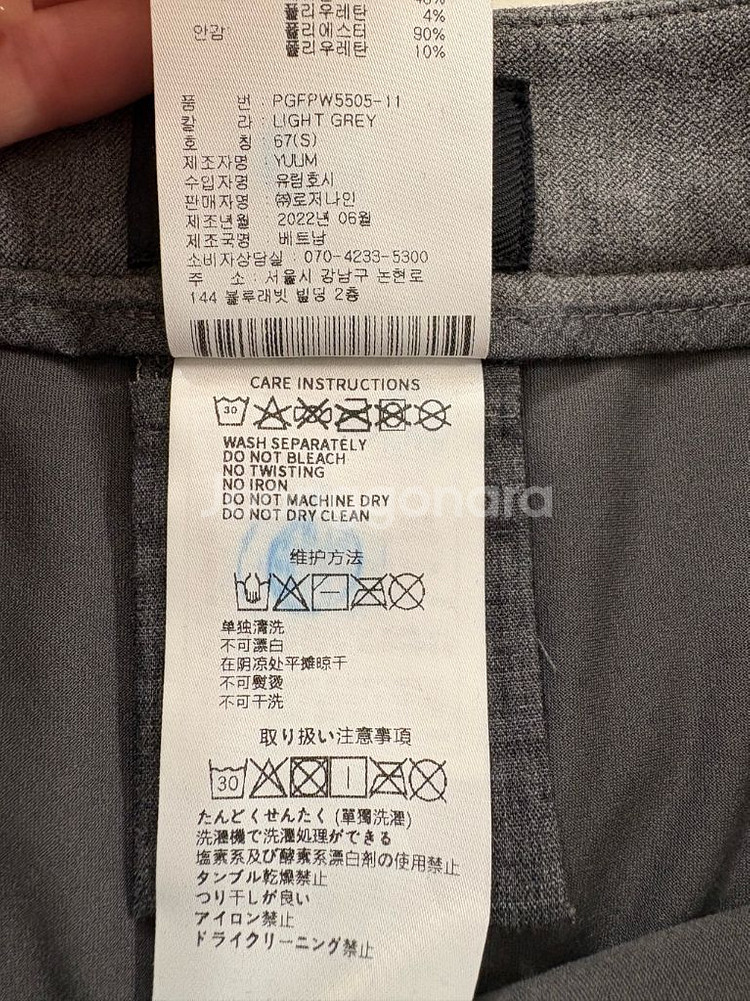 폴리우레탄 4%
안감 폴리에스터 90%
폴리우레탄 10%
품 번 : PGFPW5505-11
칼 라 : LIGHT GREY
호 칭 : 67(S)
제조자명 : YULIM
수입자명 : 유림호시
판매자명 : ㈜로저나인
제조년월 : 2022년 06월
제조국명 : 베트남
소비자상담실 : 070-4233-5300
주 소 : 서울시 강남구 논현로
144 블루래빗 빌딩 2층
CARE INSTRUCTIONS
30
WASH SEPARATELY
DO NOT BLEACH
NO TWISTING
NO IRON
DO NOT MACHINE DRY
DO NOT DRY CLEAN
维护方法
单独清洗
不可漂白
在阴凉处平摊晾干
不可熨烫
不可干洗
取り扱い注意事項
30
たんどくせんたく (單獨洗濯)
洗濯機で洗濯処理ができる
塩素系及び酵素系漂白剤の使用禁止
タンブル乾燥禁止
つり干しが良い
アイロン禁止
ドライクリーニング禁止